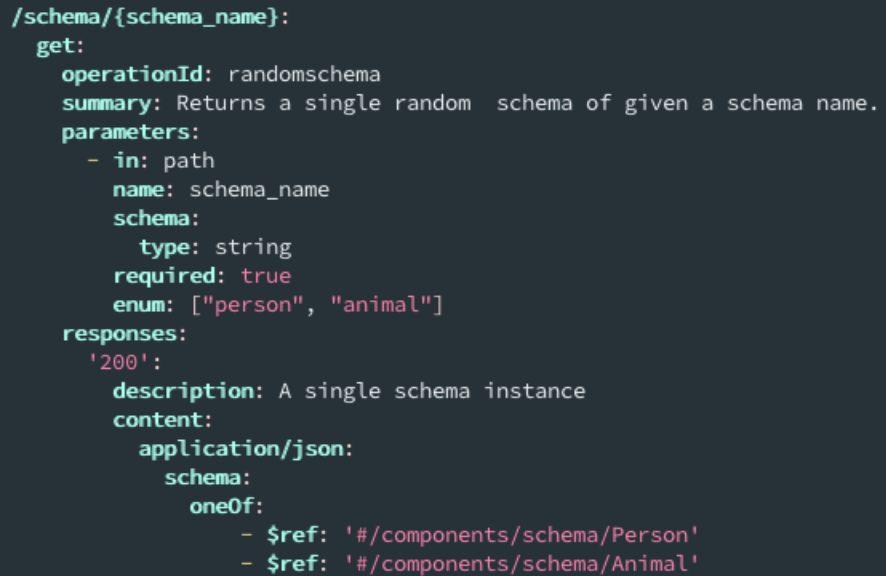 /schema/{schema_name}:
get:
operationId: randomschema
summary: Returns a single random  schema of given a schema name.
parameters:
- in: path
name: schema_name
schema:
type: string
required: true
enum: ["person", "animal"]
responses:
'200':
description: A single schema instance
content:
application/json:
schema:
oneOf:
- $ref: '#/components/schema/Person'
- $ref: '#/components/schema/Animal'